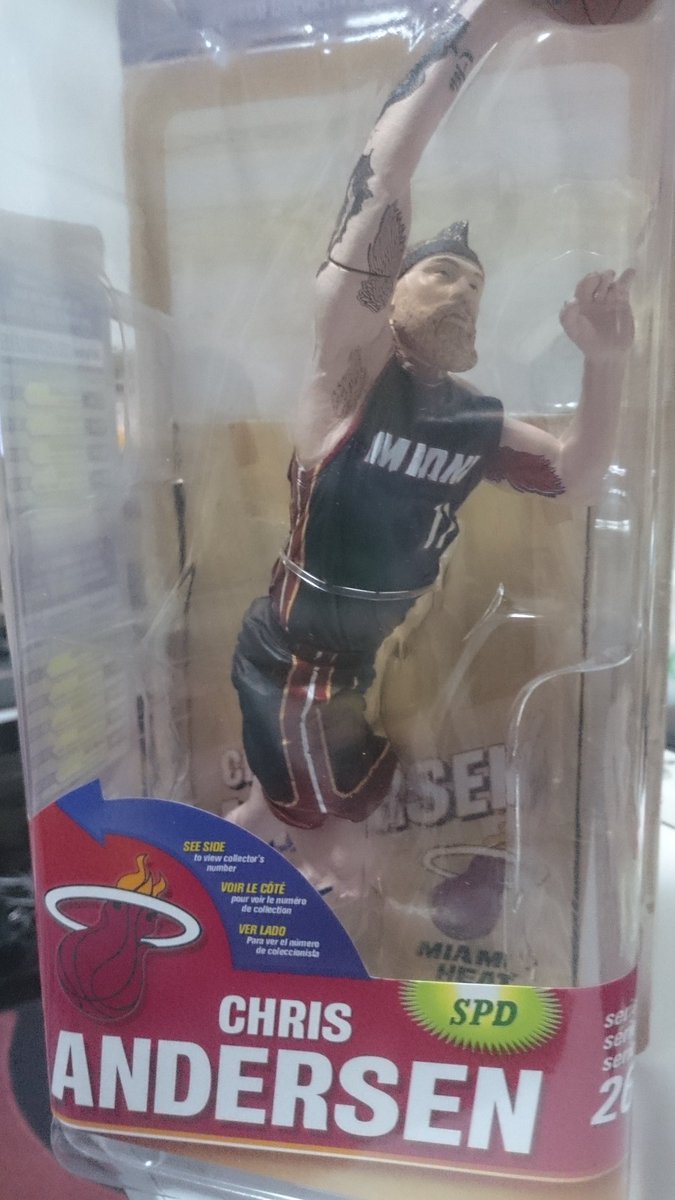 MIAMI
SEE SIDE
to view collector's
number
VOIR LE CÔTÉ
pour voir le numéro
de collection
VER LADO
Para ver el número
de coleccionista
MIAMI
HEAT
SPD
CHRIS
ANDERSEN
26